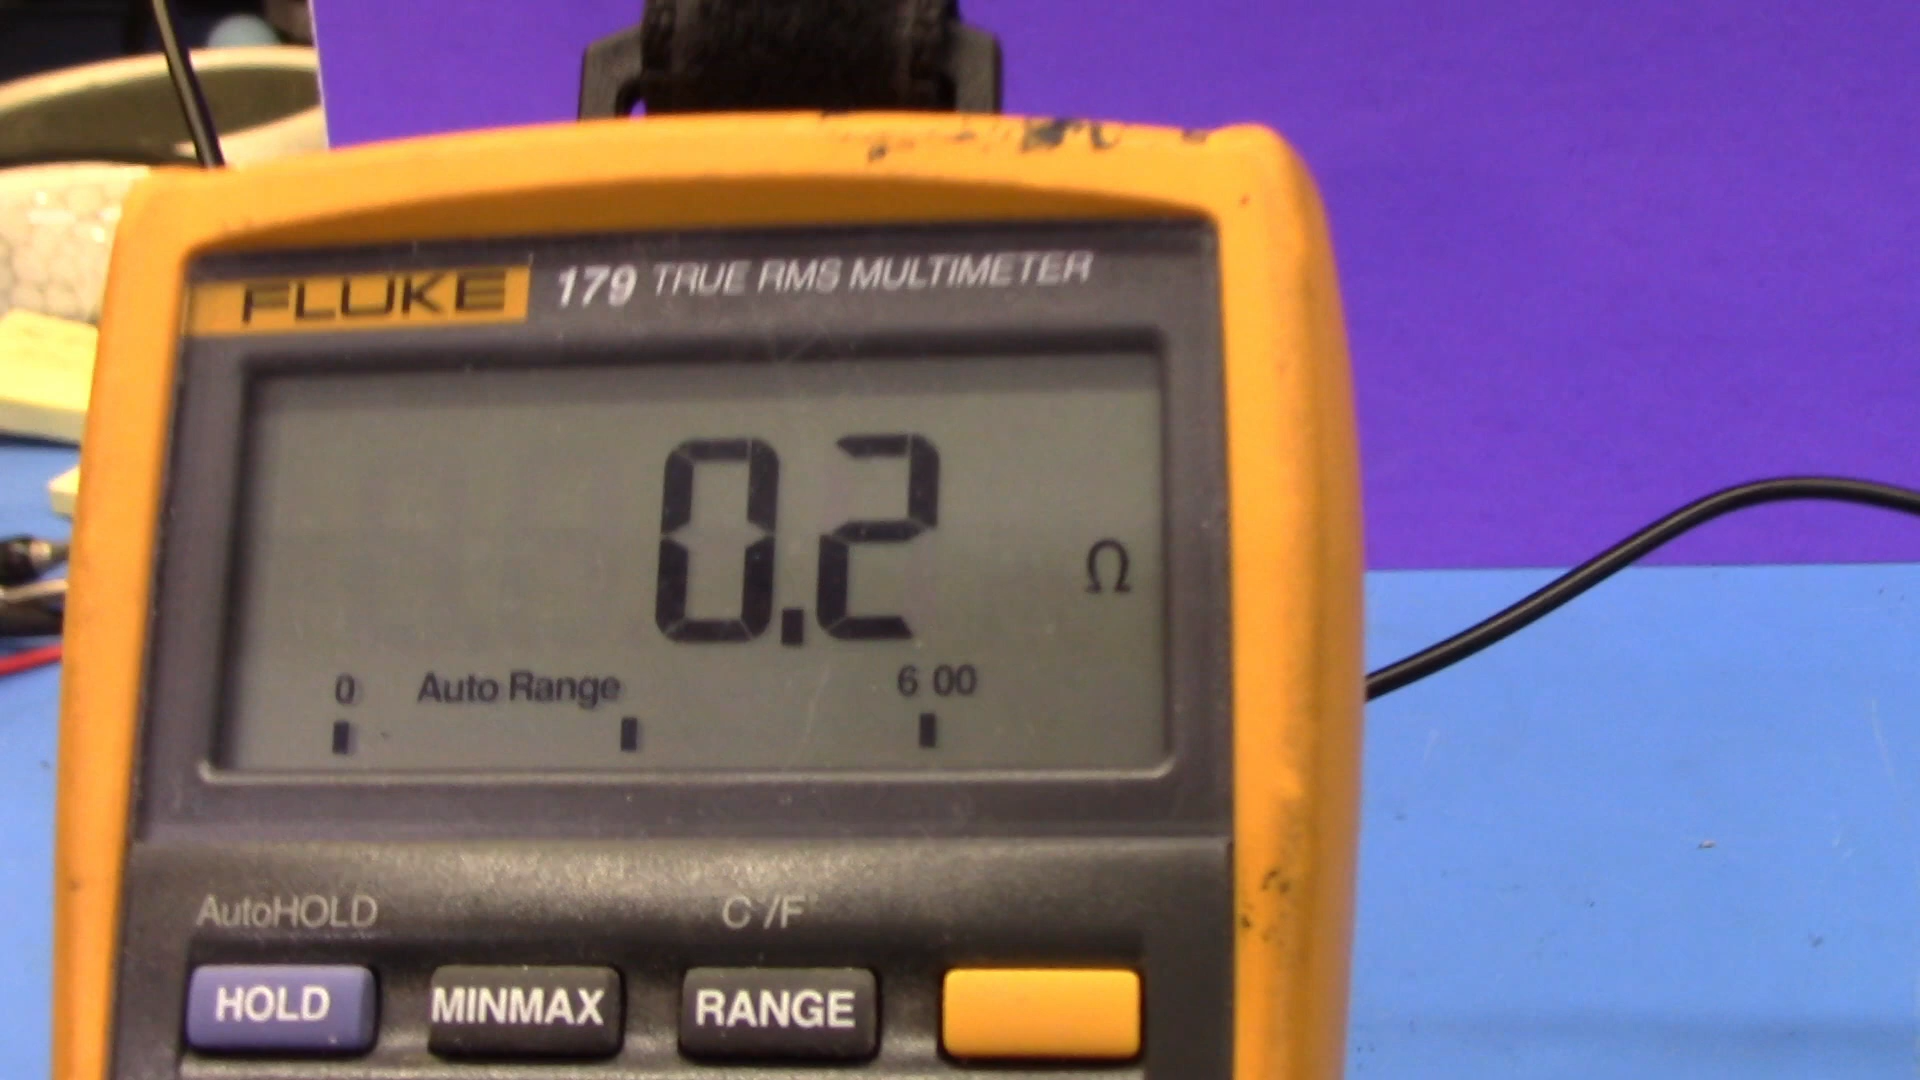 FLUKE 179 TRUE RMS MULTIMETER
0.2 Ω
0 Auto Range 6 00
AutoHOLD C°/F°
HOLD MINMAX RANGE